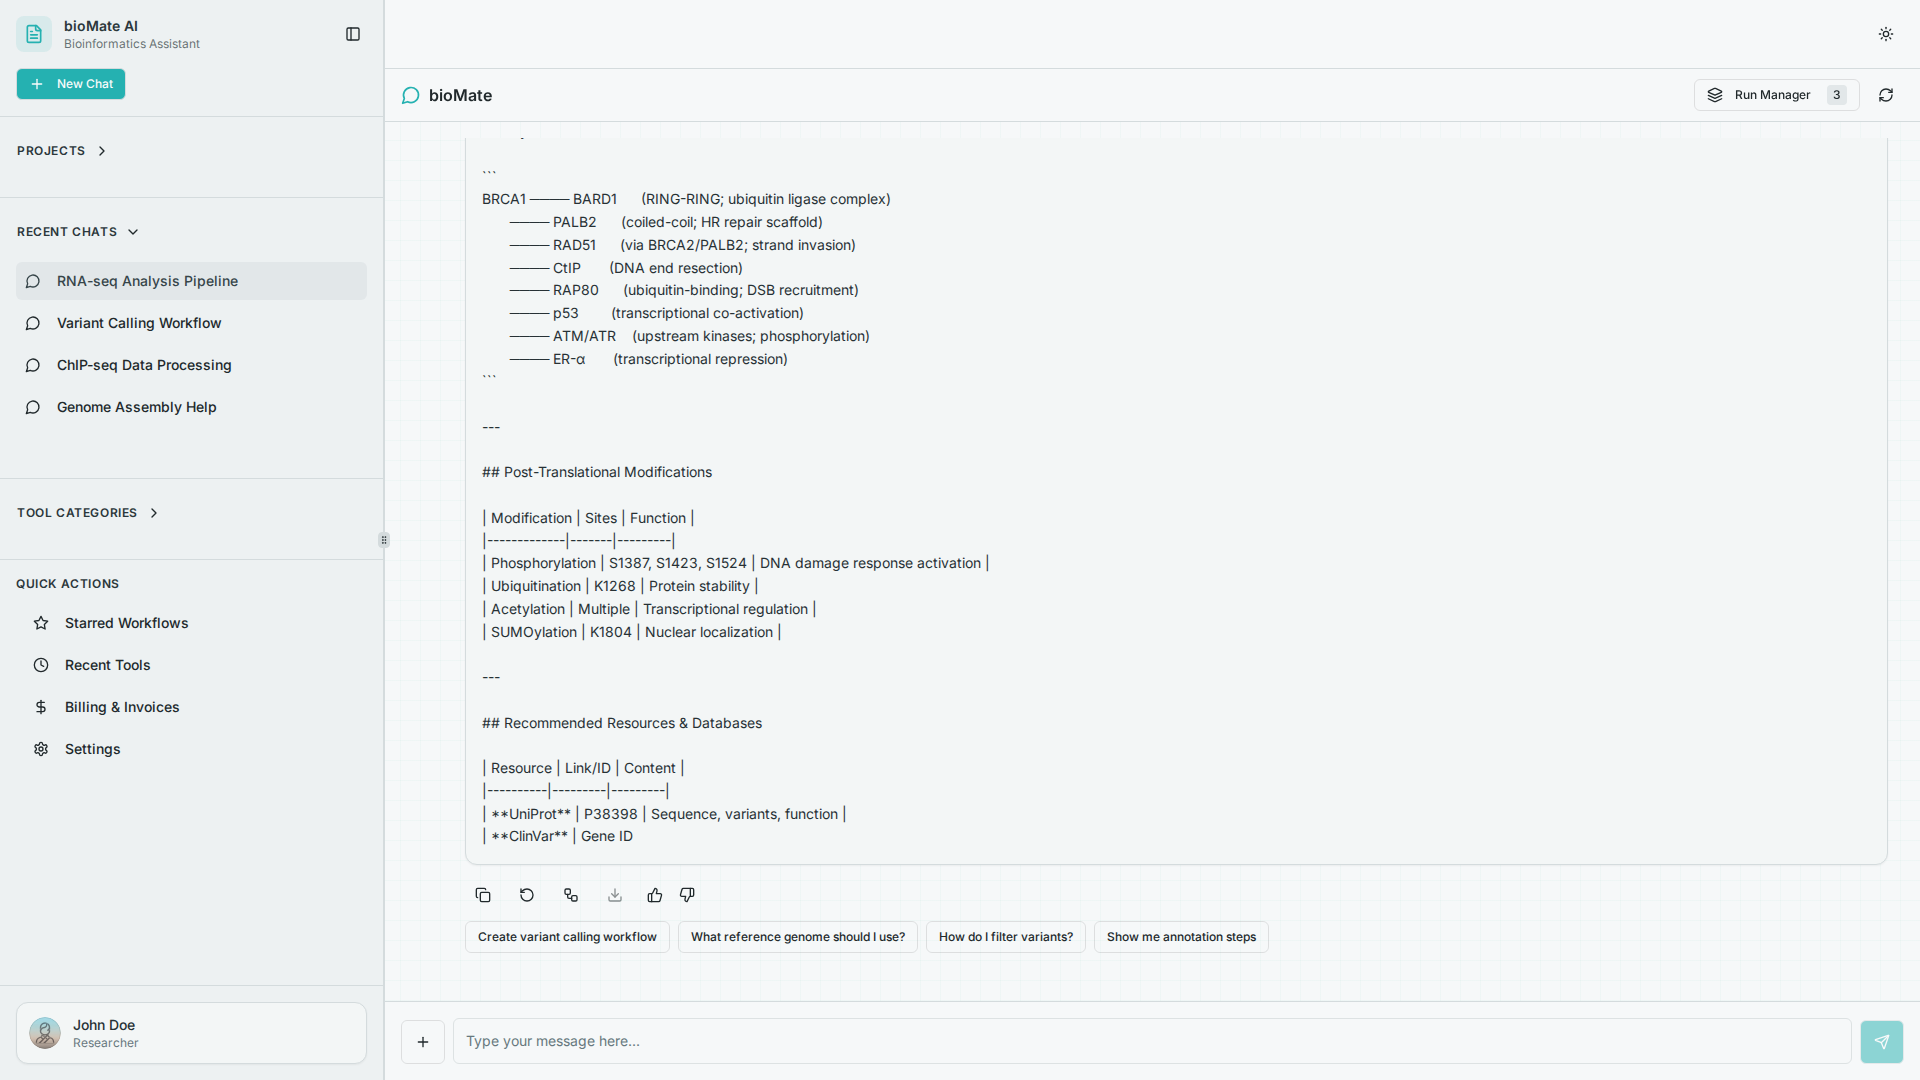 bioMate AI
Bioinformatics Assistant
New Chat
PROJECTS
RECENT CHATS
RNA-seq Analysis Pipeline
Variant Calling Workflow
ChIP-seq Data Processing
Genome Assembly Help
TOOL CATEGORIES
QUICK ACTIONS
Starred Workflows
Recent Tools
Billing & Invoices
Settings
John Doe
Researcher
bioMate
Run Manager 3
```
BRCA1 ──── BARD1 (RING-RING; ubiquitin ligase complex)
──── PALB2 (coiled-coil; HR repair scaffold)
──── RAD51 (via BRCA2/PALB2; strand invasion)
──── CtIP (DNA end resection)
──── RAP80 (ubiquitin-binding; DSB recruitment)
──── p53 (transcriptional co-activation)
──── ATM/ATR (upstream kinases; phosphorylation)
──── ER-α (transcriptional repression)
```
---
## Post-Translational Modifications
| Modification | Sites | Function |
|-------------|-------|---------|
| Phosphorylation | S1387, S1423, S1524 | DNA damage response activation |
| Ubiquitination | K1268 | Protein stability |
| Acetylation | Multiple | Transcriptional regulation |
| SUMOylation | K1804 | Nuclear localization |
---
## Recommended Resources & Databases
| Resource | Link/ID | Content |
|----------|---------|---------|
| **UniProt** | P38398 | Sequence, variants, function |
| **ClinVar** | Gene ID
Create variant calling workflow
What reference genome should I use?
How do I filter variants?
Show me annotation steps
Type your message here...